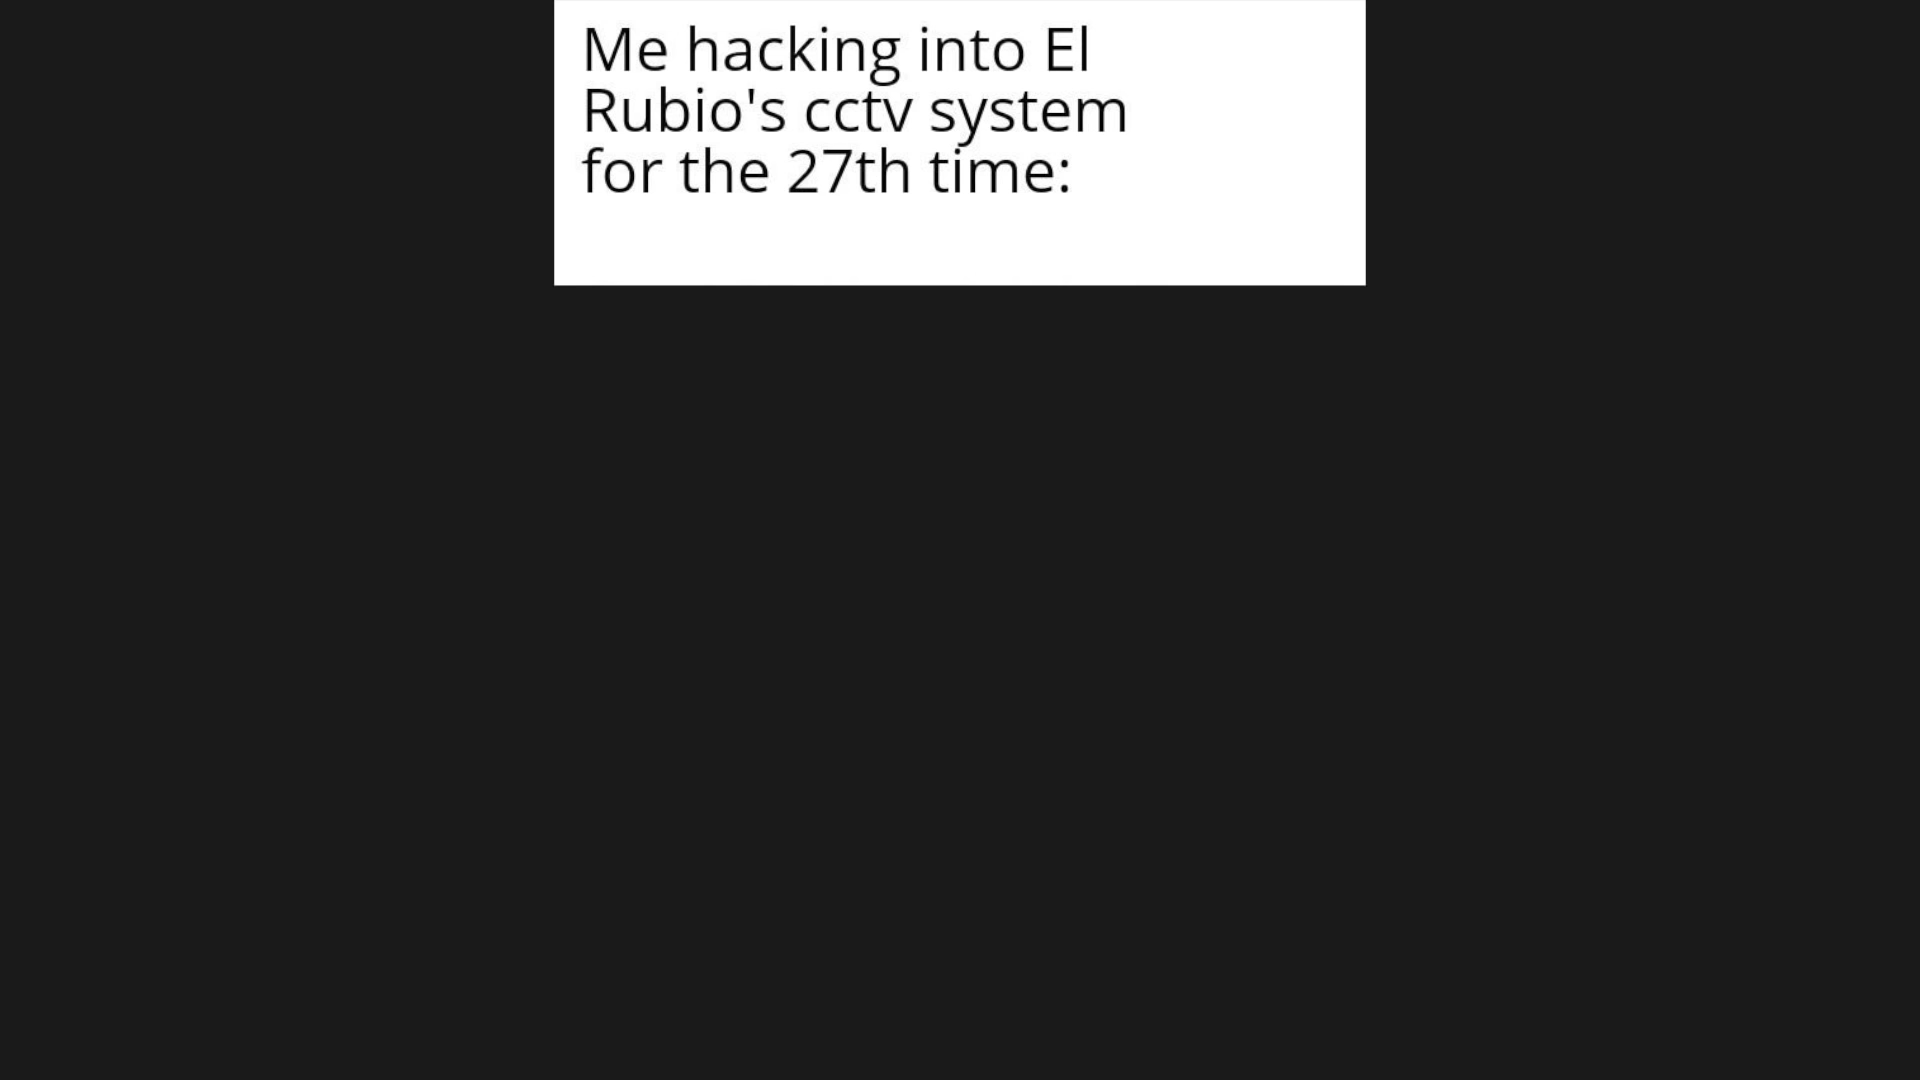 Me hacking into El
Rubio's cctv system
for the 27th time: